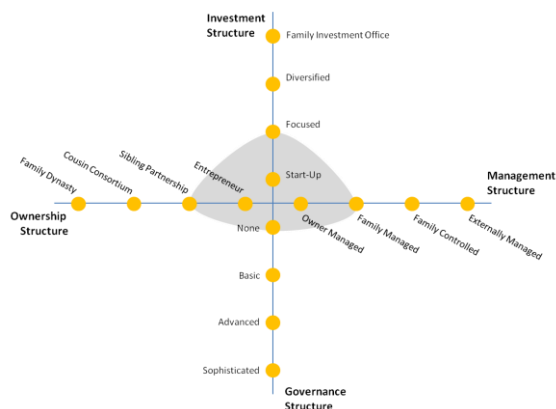 Investment
Structure
Family Investment Office
Diversified
Focused
Start-Up
Family Dynasty
Cousin Consortium
Sibling Partnership
Entrepreneur
Management
Structure
Ownership
Structure
Owner Managed
Family Managed
Family Controlled
Externally Managed
None
Basic
Advanced
Sophisticated
Governance
Structure